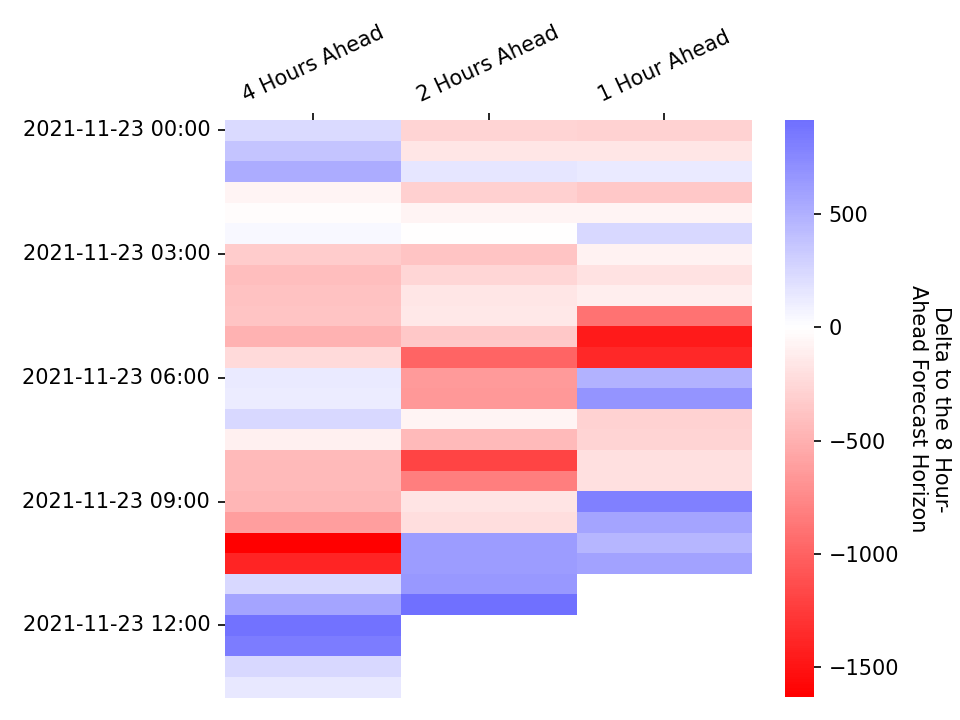 4 Hours Ahead
2 Hours Ahead
1 Hour Ahead
2021-11-23 00:00
2021-11-23 03:00
2021-11-23 06:00
2021-11-23 09:00
2021-11-23 12:00
500
0
−500
−1000
−1500
Delta to the 8 Hour-
Ahead Forecast Horizon